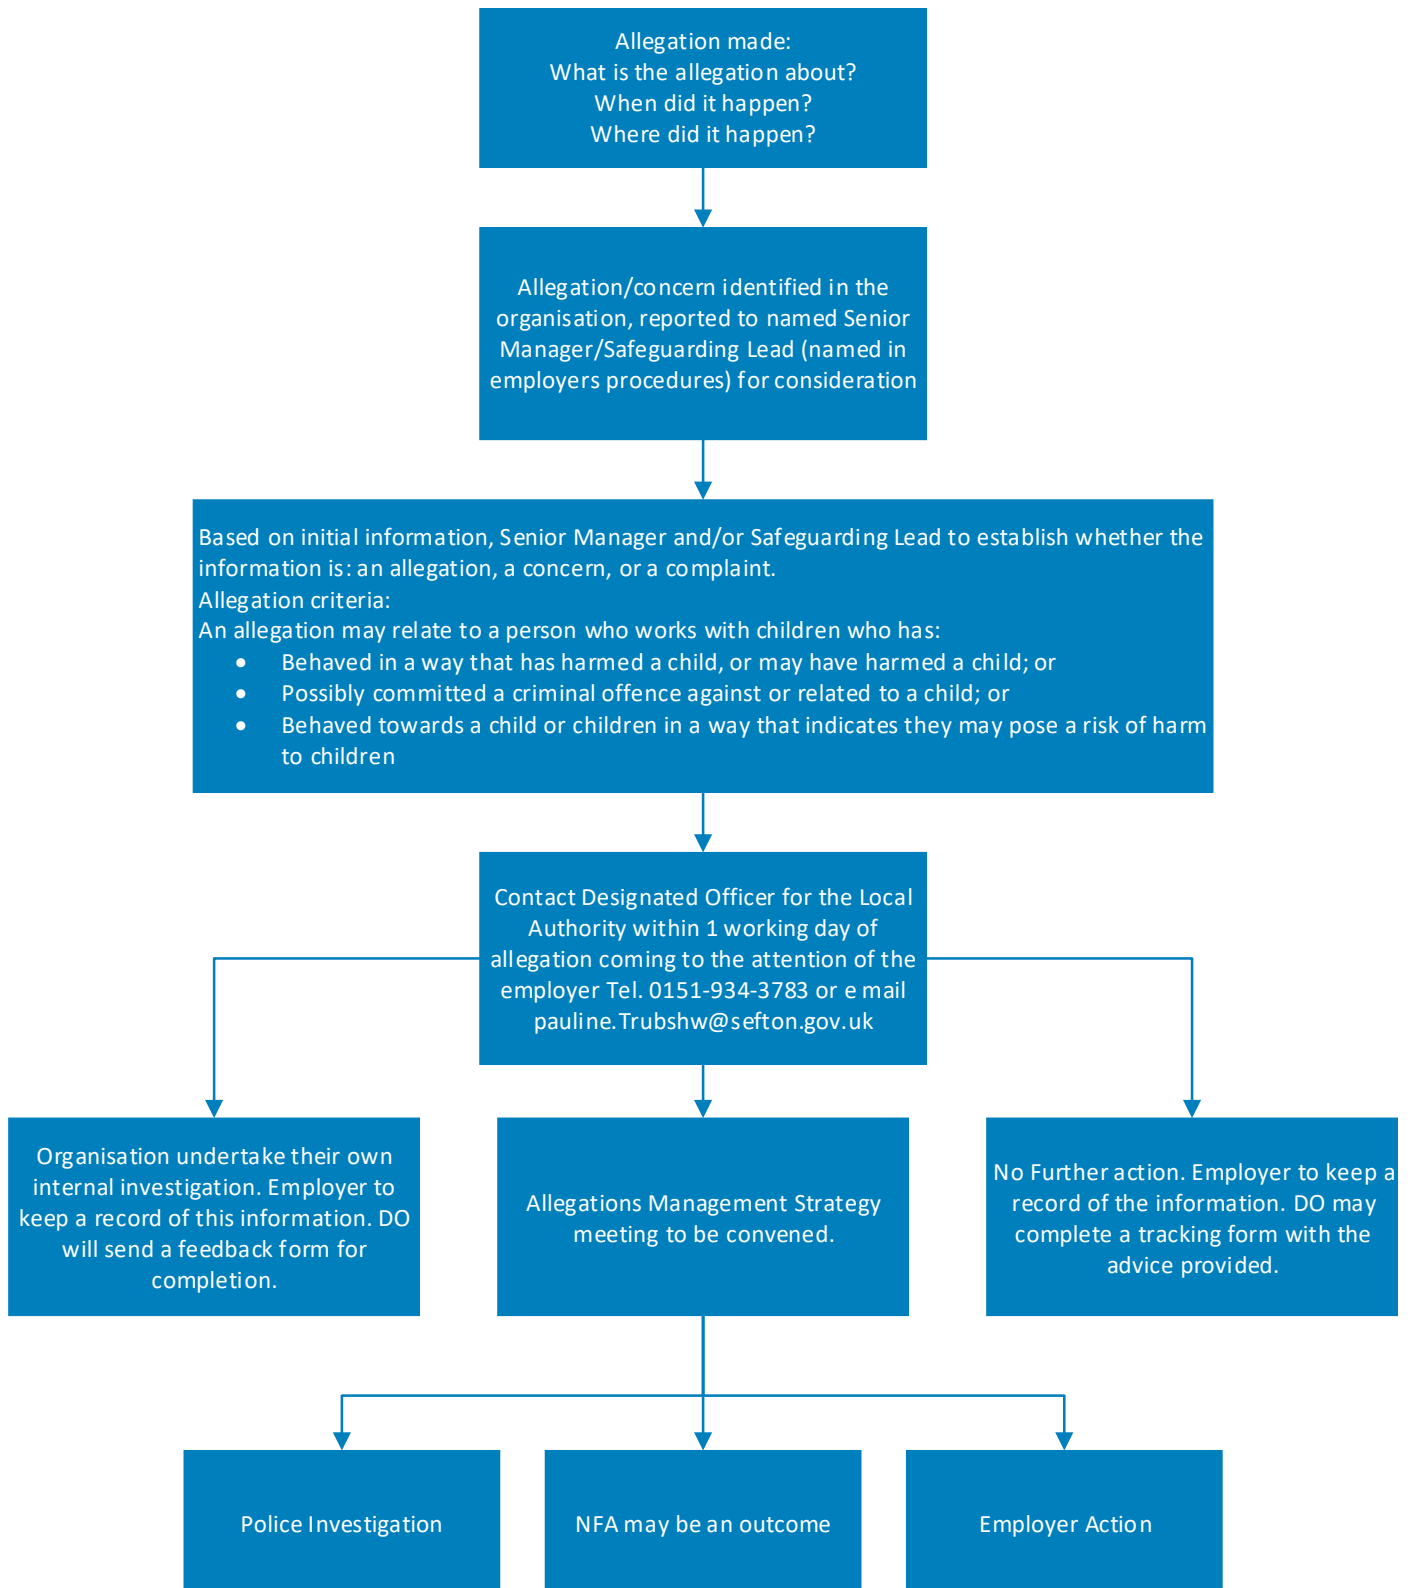 Allegation made:
What is the allegation about?
When did it happen?
Where did it happen?
Allegation/concern identified in the
organisation, reported to named Senior
Manager/Safeguarding Lead (named in
employers procedures) for consideration
Based on initial information, Senior Manager and/or Safeguarding Lead to establish whether the
information is: an allegation, a concern, or a complaint.
Allegation criteria:
An allegation may relate to a person who works with children who has:
• Behaved in a way that has harmed a child, or may have harmed a child; or
• Possibly committed a criminal offence against or related to a child; or
• Behaved towards a child or children in a way that indicates they may pose a risk of harm
to children
Contact Designated Officer for the Local
Authority within 1 working day of
allegation coming to the attention of the
employer Tel. 0151-934-3783 or e mail
pauline.Trubshw@sefton.gov.uk
Organisation undertake their own
internal investigation. Employer to
keep a record of this information. DO
will send a feedback form for
completion.
Allegations Management Strategy
meeting to be convened.
No Further action. Employer to keep a
record of the information. DO may
complete a tracking form with the
advice provided.
Police Investigation
NFA may be an outcome
Employer Action